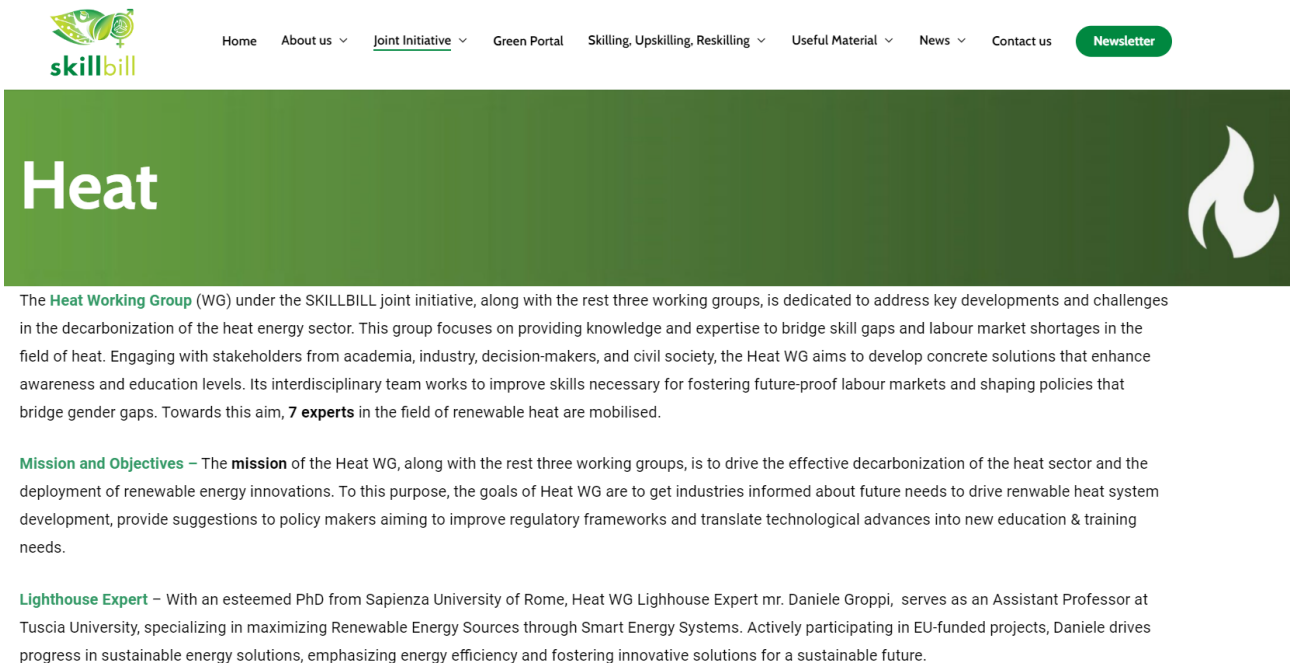 Home About us Joint Initiative Green Portal Skilling, Upskilling, Reskilling Useful Material News Contact us Newsletter
skillbill
Heat
The Heat Working Group (WG) under the SKILLBILL joint initiative, along with the rest three working groups, is dedicated to address key developments and challenges
in the decarbonization of the heat energy sector. This group focuses on providing knowledge and expertise to bridge skill gaps and labour market shortages in the
field of heat. Engaging with stakeholders from academia, industry, decision-makers, and civil society, the Heat WG aims to develop concrete solutions that enhance
awareness and education levels. Its interdisciplinary team works to improve skills necessary for fostering future-proof labour markets and shaping policies that
bridge gender gaps. Towards this aim, 7 experts in the field of renewable heat are mobilised.
Mission and Objectives – The mission of the Heat WG, along with the rest three working groups, is to drive the effective decarbonization of the heat sector and the
deployment of renewable energy innovations. To this purpose, the goals of Heat WG are to get industries informed about future needs to drive renwable heat system
development, provide suggestions to policy makers aiming to improve regulatory frameworks and translate technological advances into new education & training
needs.
Lighthouse Expert – With an esteemed PhD from Sapienza University of Rome, Heat WG Lighhouse Expert mr. Daniele Groppi, serves as an Assistant Professor at
Tuscia University, specializing in maximizing Renewable Energy Sources through Smart Energy Systems. Actively participating in EU-funded projects, Daniele drives
progress in sustainable energy solutions, emphasizing energy efficiency and fostering innovative solutions for a sustainable future.